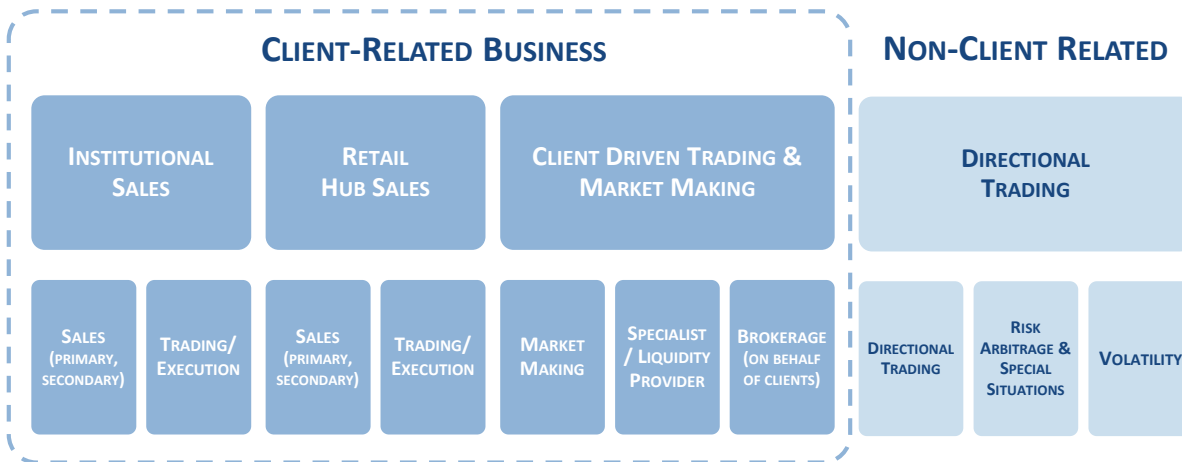 Client-Related Business
Non-Client Related
Institutional
Sales
Retail
Hub Sales
Client Driven Trading &
Market Making
Directional
Trading
Sales
(primary,
secondary)
Trading/
Execution
Sales
(primary,
secondary)
Trading/
Execution
Market
Making
Specialist
/ Liquidity
Provider
Brokerage
(on behalf
of clients)
Directional
Trading
Risk
Arbitrage &
Special
Situations
Volatility